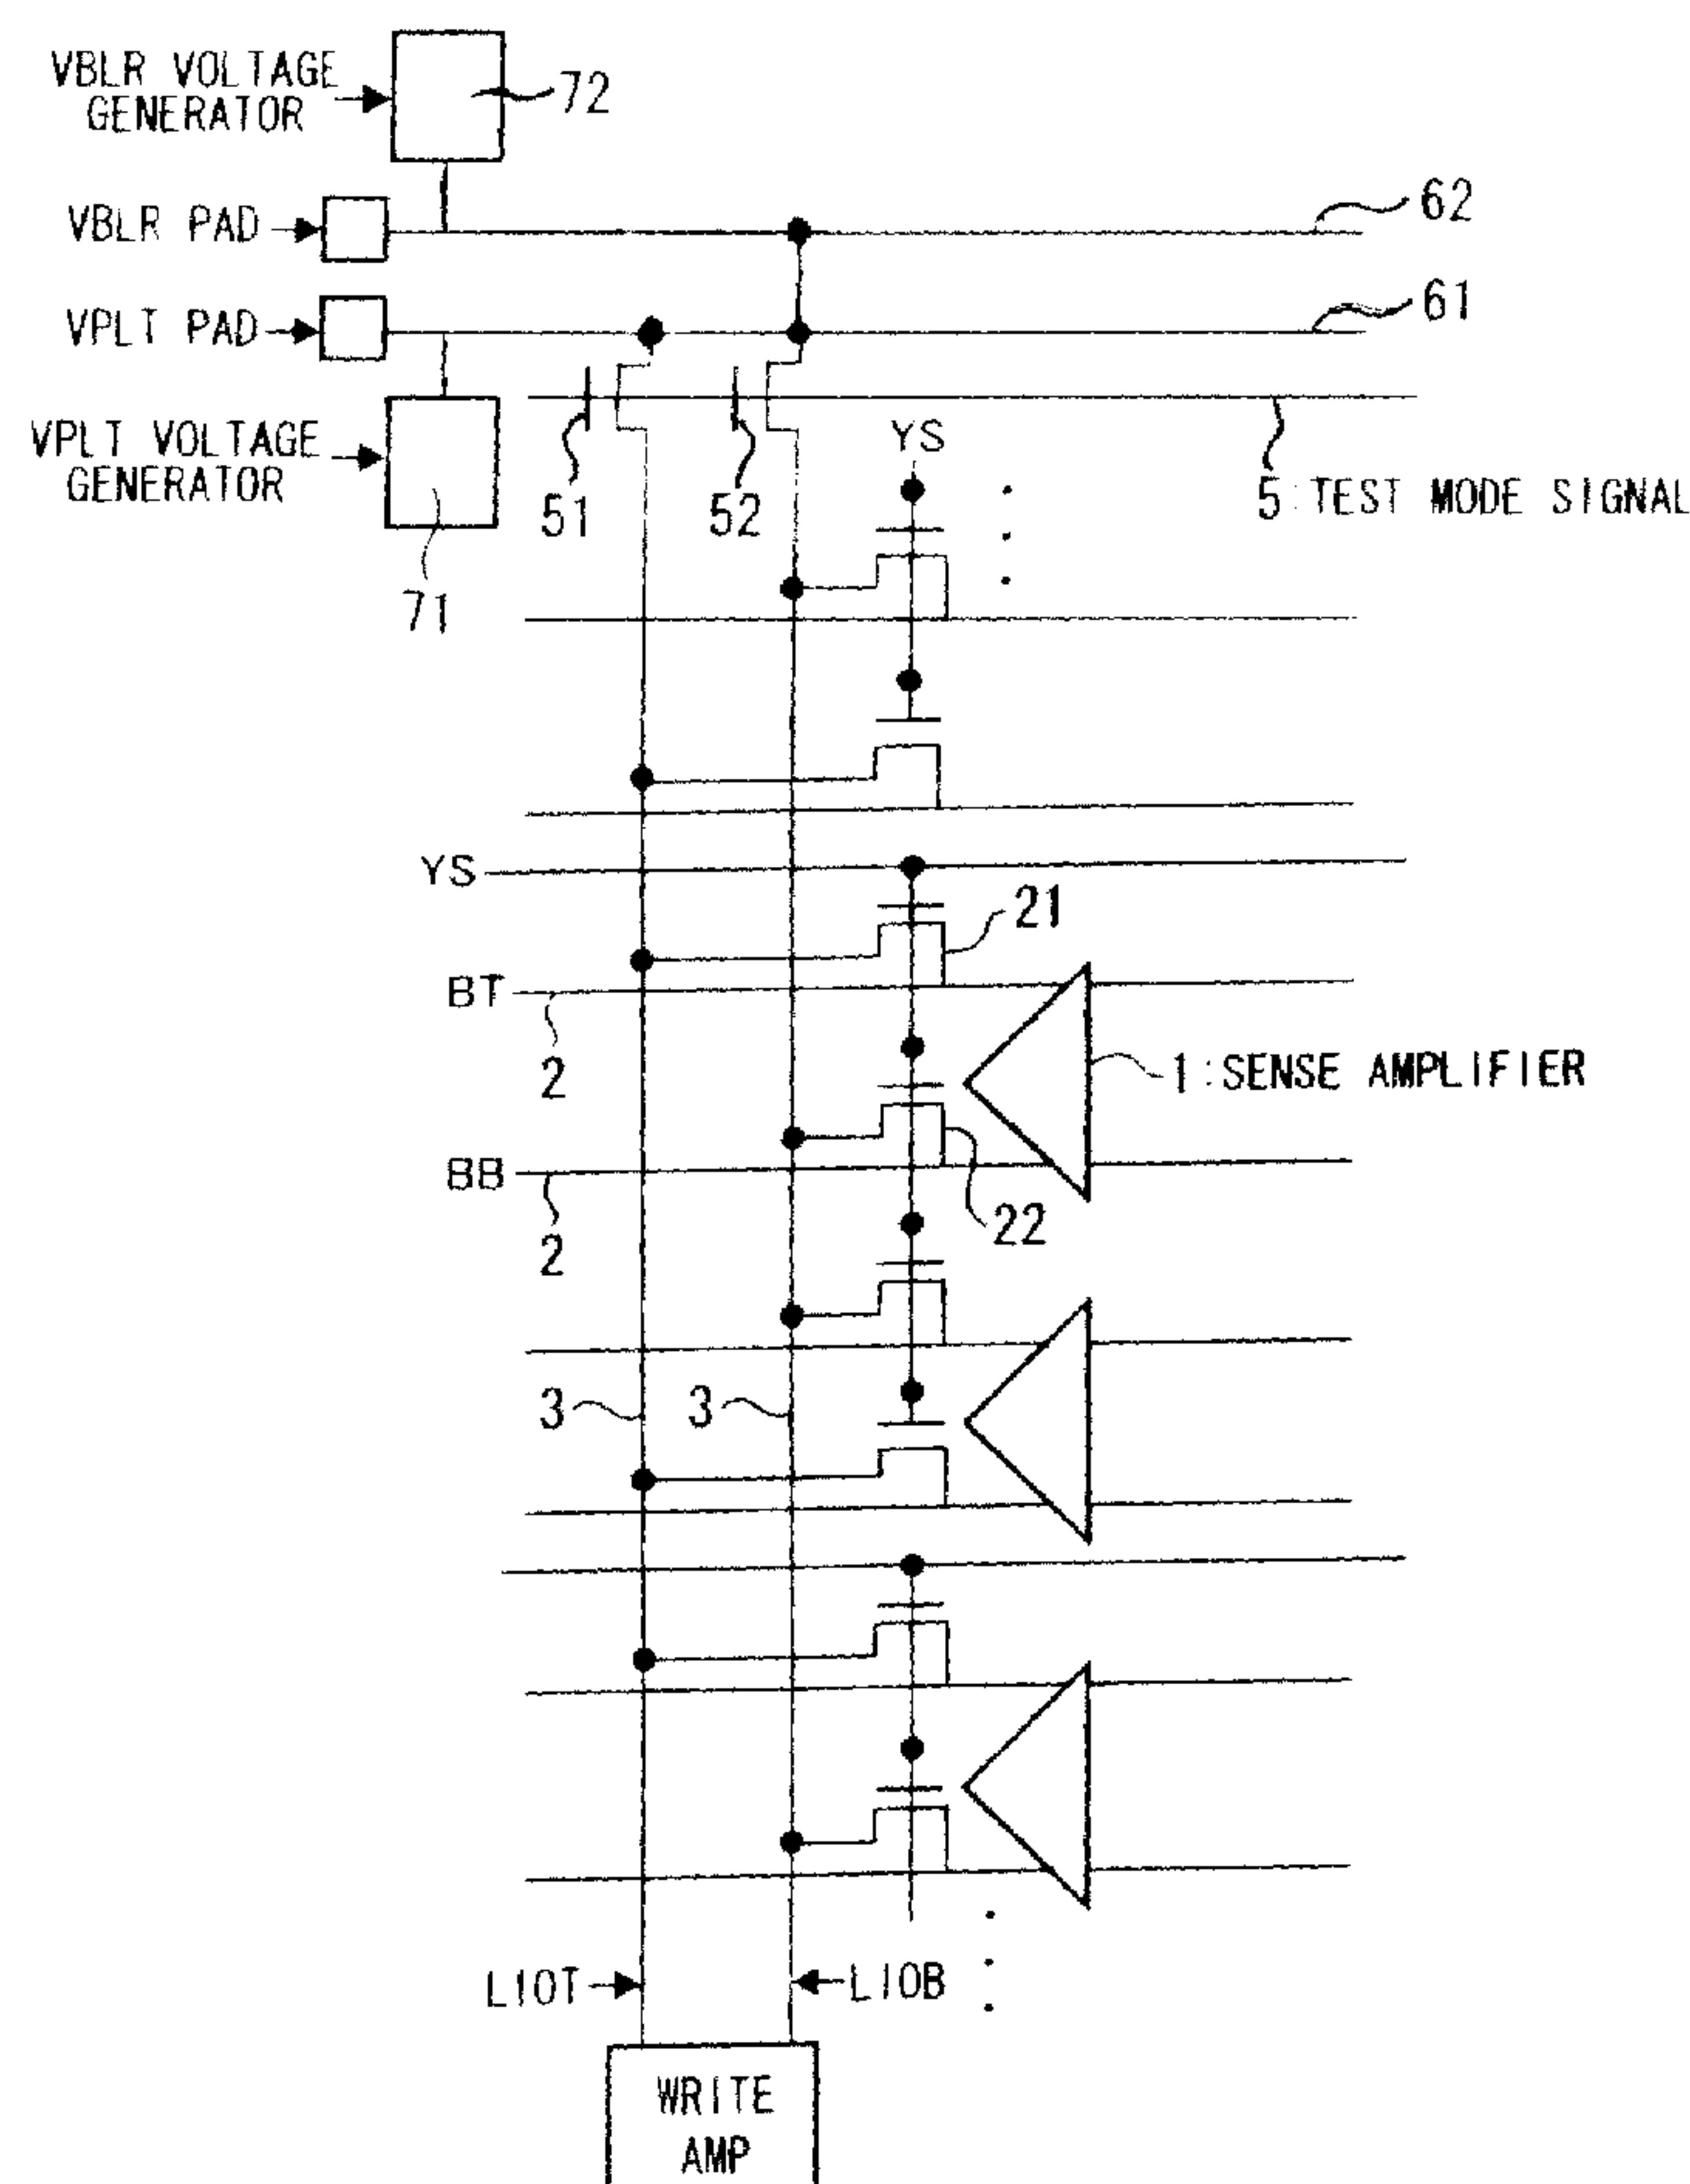 VBLR VOLTAGE
GENERATOR
72
VBLR PAD
62
VPLT PAD
61
VPLT VOLTAGE
GENERATOR
71
51
52
YS
5:TEST MODE SIGNAL
YS
21
BT
2
1:SENSE AMPLIFIER
BB
2
22
3
3
LIOT
LIOB
WRITE
AMP